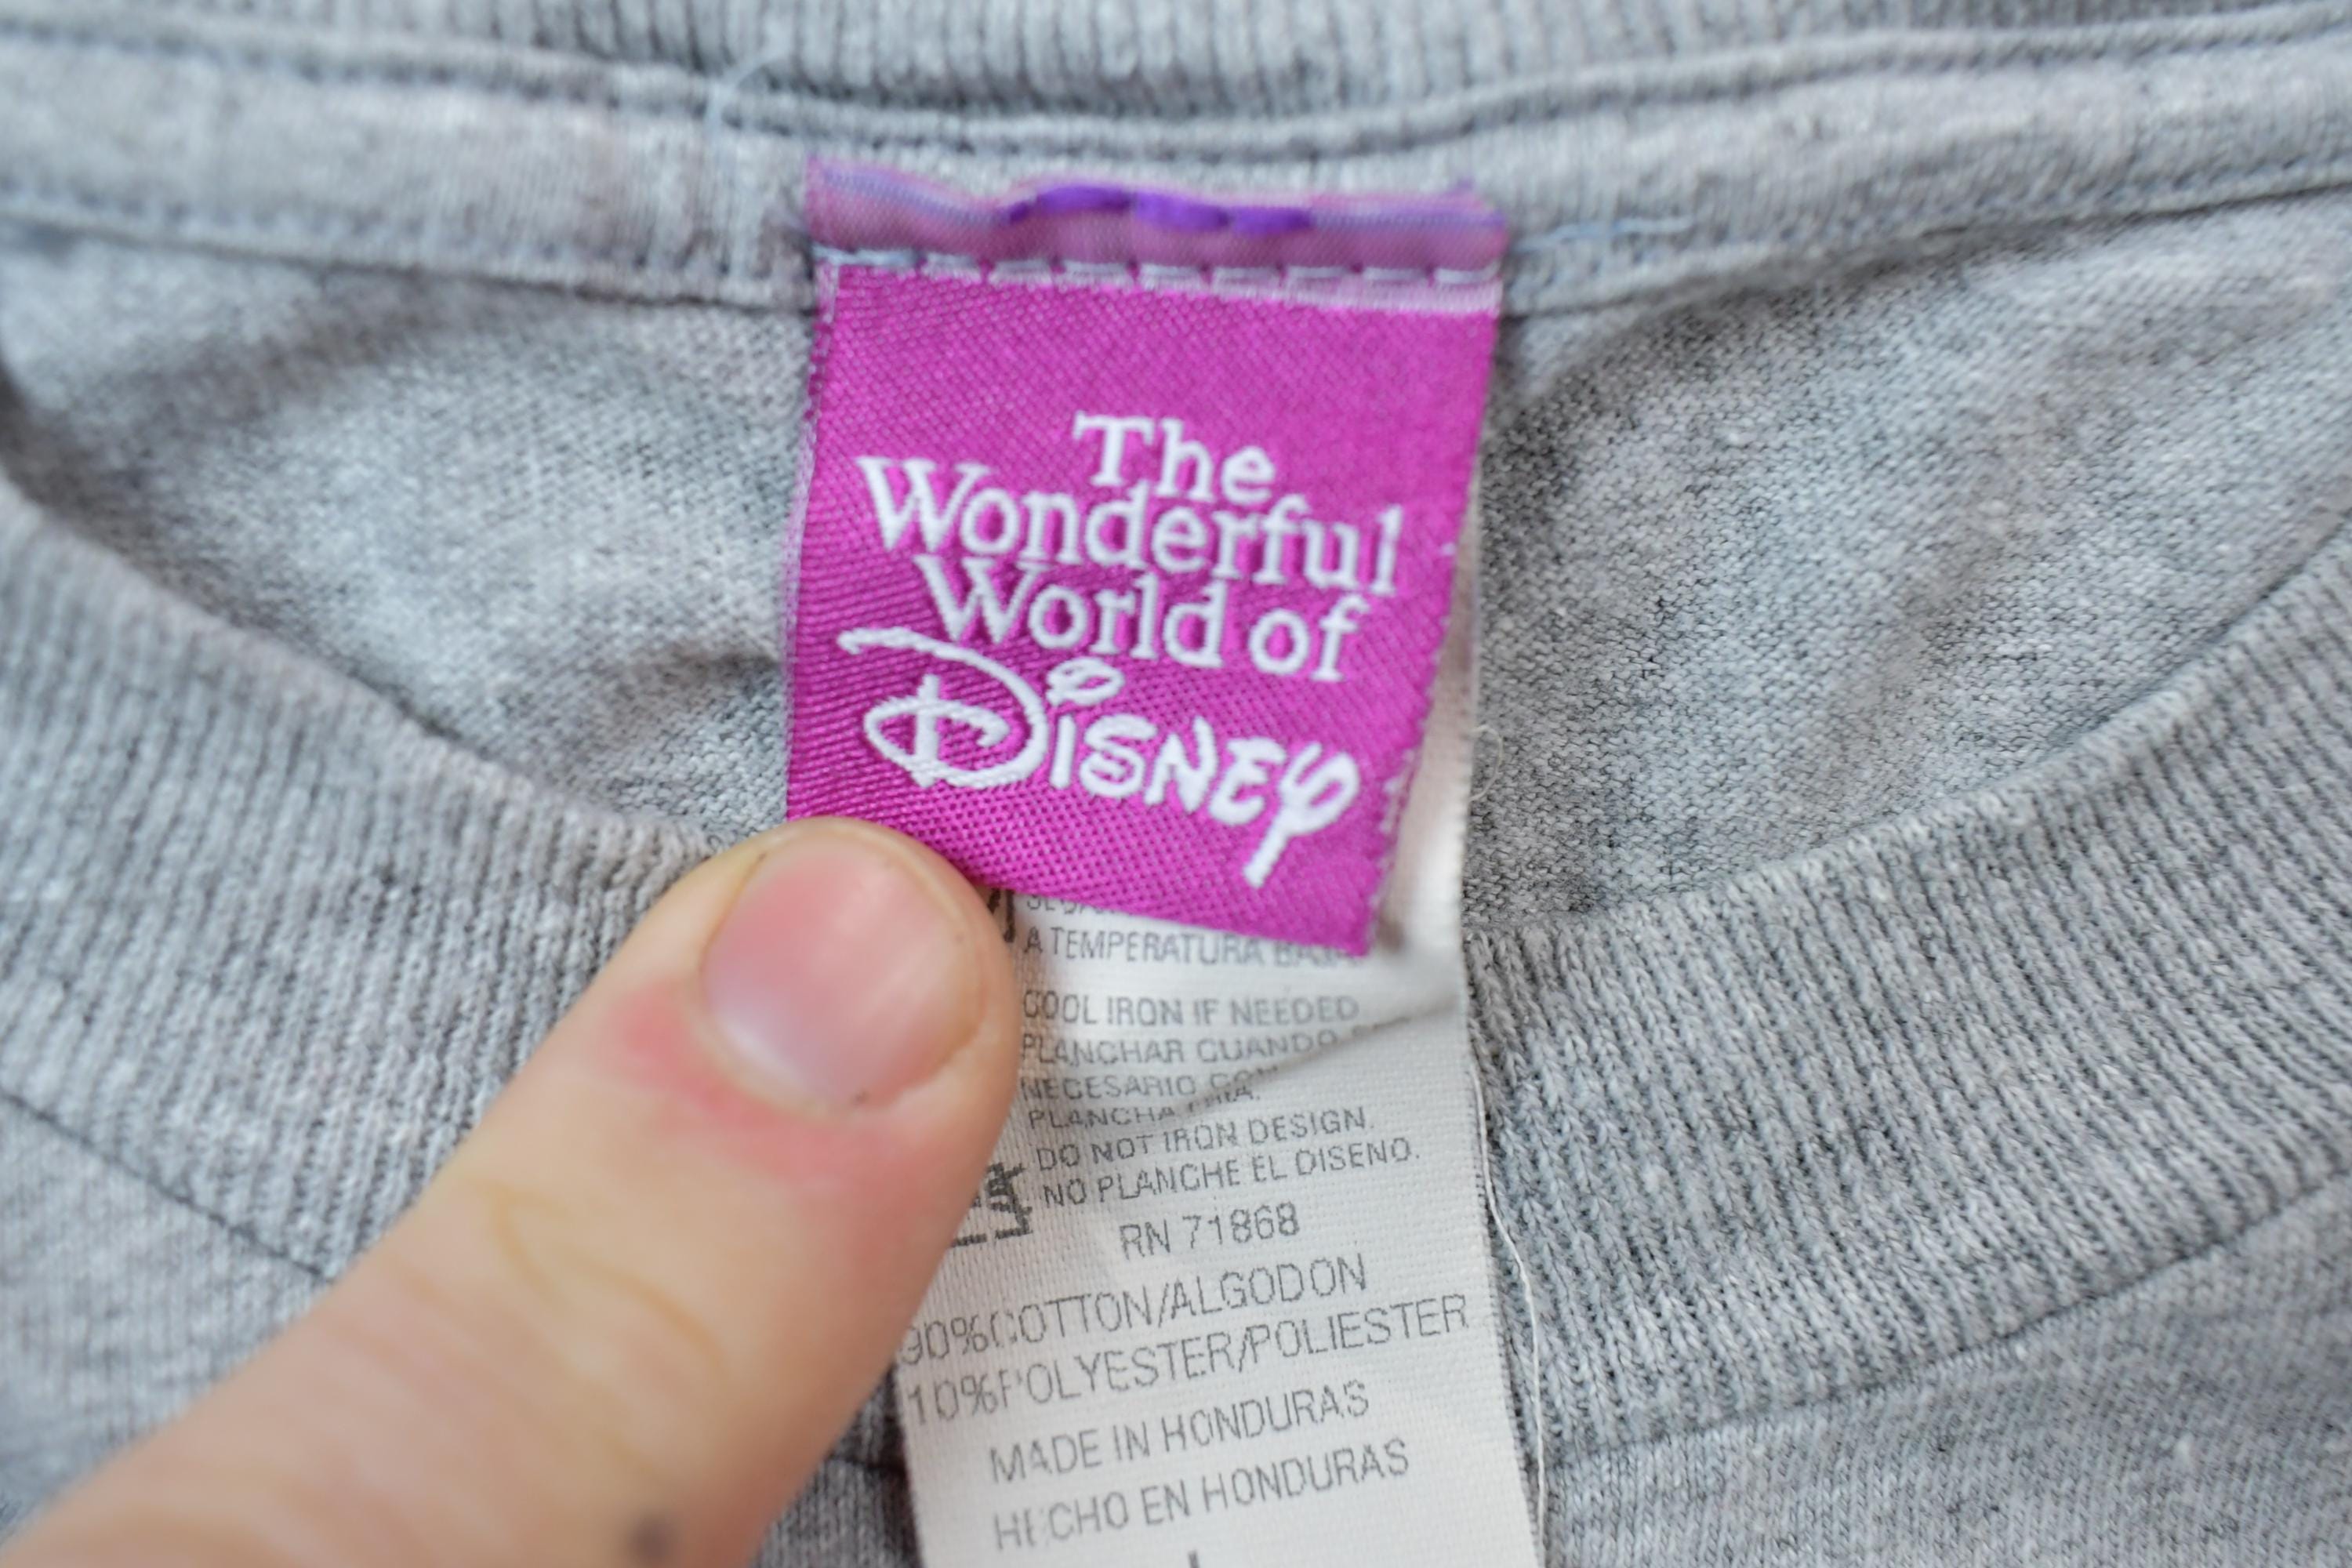 The
Wonderful
World of
Disney
A TEMPERATURA
COOL IRON IF NEEDED
PLANCHAR CUANDO
NECESARIO CON
PLANCHA FRIA.
DO NOT IRON DESIGN.
NO PLANCHE EL DISENO.
RN 71868
90%COTTON/ALGODON
10%POLYESTER/POLIESTER
MADE IN HONDURAS
HECHO EN HONDURAS